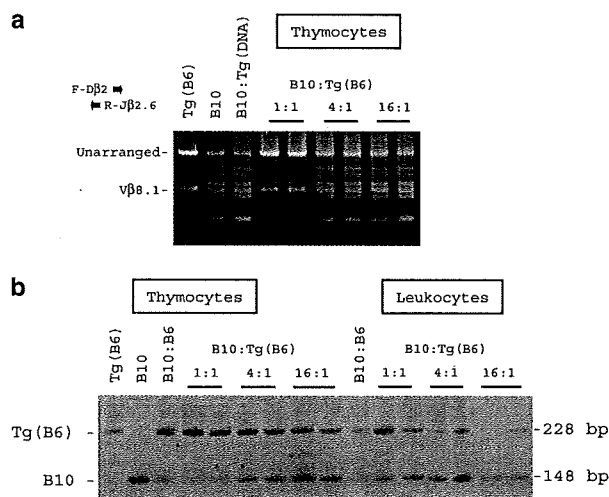 a
Thymocytes
F-Dβ2
R-Jβ2.6
Tg(B6)
B10
B10:Tg(DNA)
B10:Tg(B6)
1:1 4:1 16:1
Unarranged-
Vβ8.1-
b
Thymocytes
Leukocytes
Tg(B6)
B10
B10:B6
B10:Tg(B6)
1:1 4:1 16:1
B10:B6
B10:Tg(B6)
1:1 4:1 16:1
Tg(B6) -
-228 bp
B10 -
-148 bp